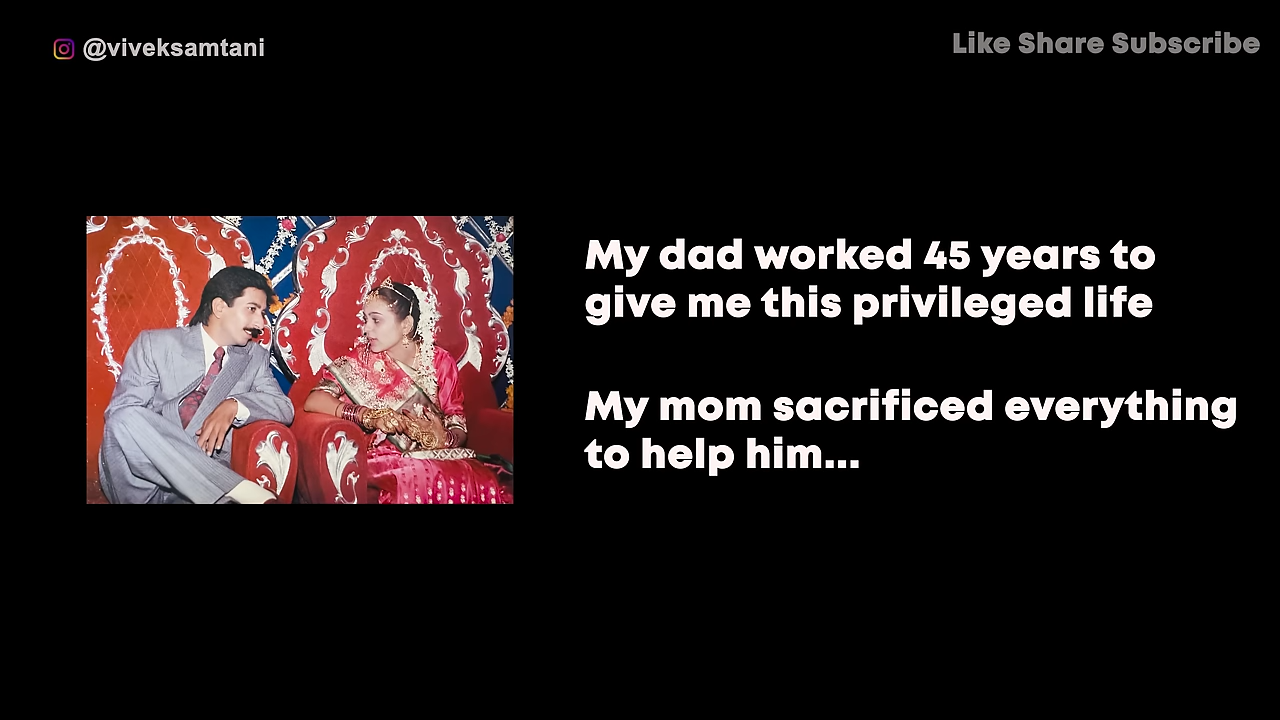 @viveksamtani
Like Share Subscribe
My dad worked 45 years to
give me this privileged life
My mom sacrificed everything
to help him...